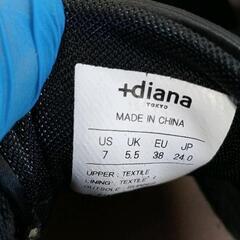 +diana
TOKYO
MADE IN CHINA
US UK EU JP
7 5.5 38 24.0
UPPER: TEXTILE
LINING: TEXTILE
OUTSOLE: